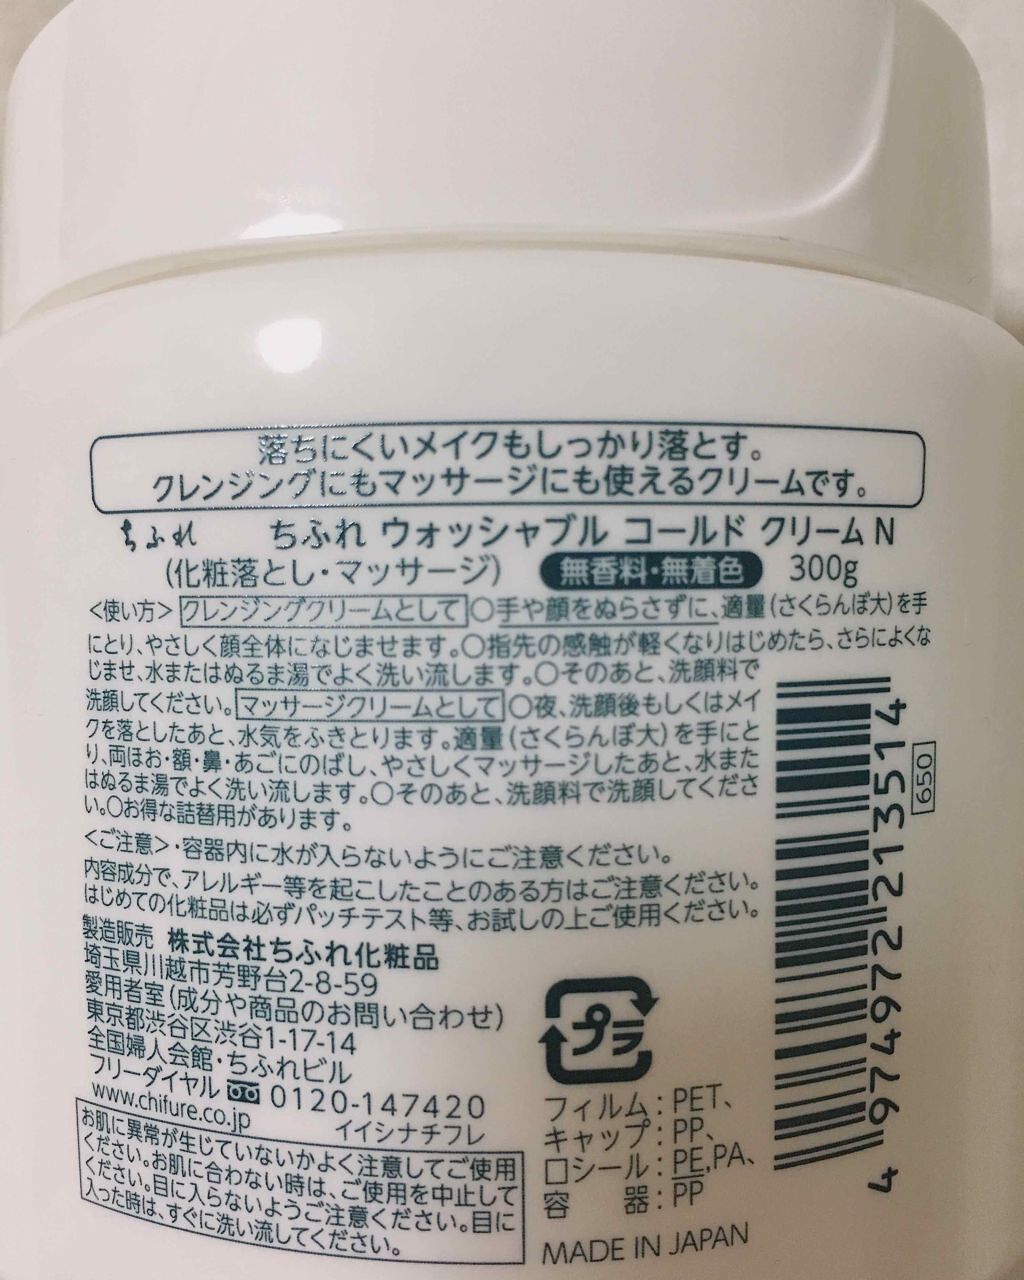 落ちにくいメイクもしっかり落とす。
クレンジングにもマッサージにも使えるクリームです。
ちふれ ちふれ ウォッシャブル コールド クリーム N
(化粧落とし・マッサージ) 無香料・無着色 300g
<使い方> クレンジングクリームとして ○手や顔をぬらさずに、適量(さくらんぼ大)を手
にとり、やさしく顔全体になじませます。○指先の感触が軽くなりはじめたら、さらによくな
じませ、水またはぬるま湯でよく洗い流します。○そのあと、洗顔料で
洗顔してください。マッサージクリームとして ○夜、洗顔後もしくはメイ
クを落としたあと、水気をふきとります。適量(さくらんぼ大)を手にと
り、両ほお・額・鼻・あごにのばし、やさしくマッサージしたあと、水また
はぬるま湯でよく洗い流します。○そのあと、洗顔料で洗顔してくださ
い。○お得な詰替用があります。
<ご注意>・容器内に水が入らないようにご注意ください。
内容成分で、アレルギー等を起こしたことのある方はご注意ください。
はじめての化粧品は必ずパッチテスト等、お試しの上ご使用ください。
製造販売 株式会社ちふれ化粧品
埼玉県川越市芳野台2-8-59
愛用者室(成分や商品のお問い合わせ)
東京都渋谷区渋谷1-17-14
全国婦人会館・ちふれビル
フリーダイヤル 0120-147420
www.chifure.co.jp イイシナチフレ
お肌に異常が生じていないかよく注意してご使用
ください。お肌に合わない時は、ご使用を中止して
ください。目に入らないようご注意ください。目に
入った時は、すぐに洗い流してください。
プラ
フィルム:PET、
キャップ:PP、
口シール:PE,PA、
容 器:PP
MADE IN JAPAN
4 974972 213514
650